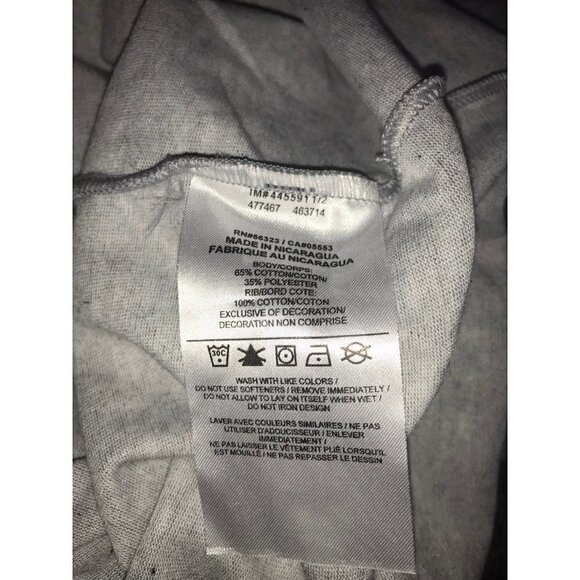 IM#445591 1/2
477467 463714
RN#56323 / CA#05553
MADE IN NICARAGUA
FABRIQUE AU NICARAGUA
BODY/CORPS:
65% COTTON/COTON/
35% POLYESTER
RIB/BORD COTE:
100% COTTON/COTON
EXCLUSIVE OF DECORATION/
DECORATION NON COMPRISE
30C
WASH WITH LIKE COLORS /
DO NOT USE SOFTENERS / REMOVE IMMEDIATELY /
DO NOT ALLOW TO LAY ON ITSELF WHEN WET /
DO NOT IRON DESIGN
LAVER AVEC COULEURS SIMILAIRES / NE PAS
UTILISER D'ADOUCISSEUR / ENLEVER
IMMEDIATEMENT /
NE PAS LAISSER LE VETEMENT PLIE LORSQU'IL
EST MOUILLE / NE PAS REPASSER LE DESSIN